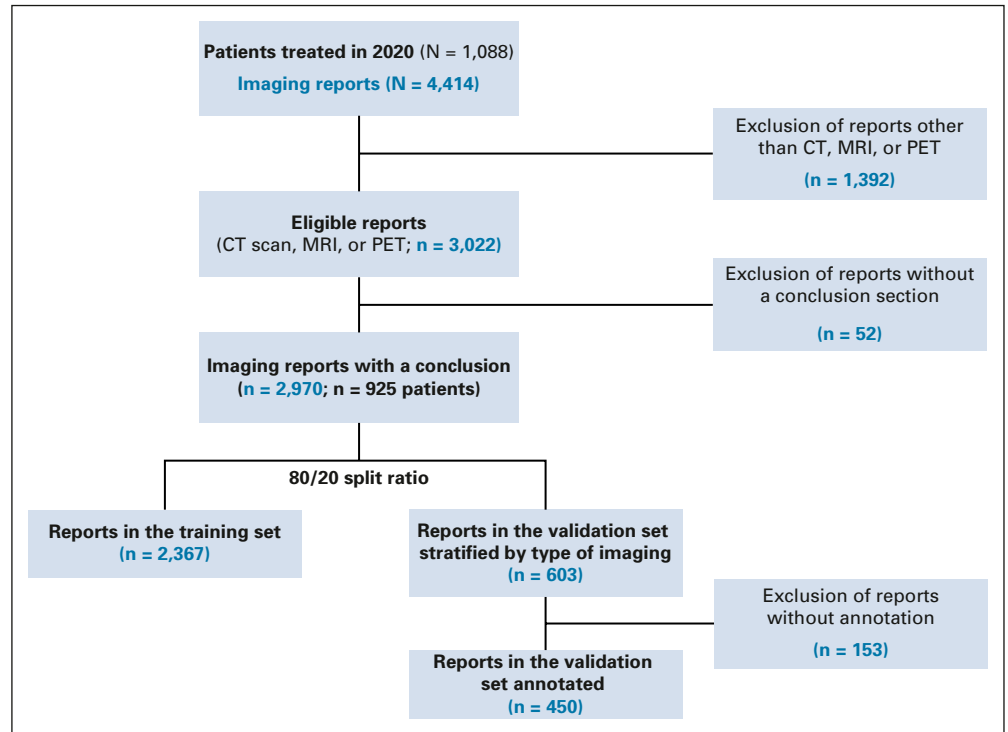 Patients treated in 2020 (N = 1,088)
Imaging reports (N = 4,414)
Exclusion of reports other
than CT, MRI, or PET
(n = 1,392)
Eligible reports
(CT scan, MRI, or PET; n = 3,022)
Exclusion of reports without
a conclusion section
(n = 52)
Imaging reports with a conclusion
(n = 2,970; n = 925 patients)
80/20 split ratio
Reports in the training set
(n = 2,367)
Reports in the validation set
stratified by type of imaging
(n = 603)
Exclusion of reports
without annotation
(n = 153)
Reports in the validation
set annotated
(n = 450)